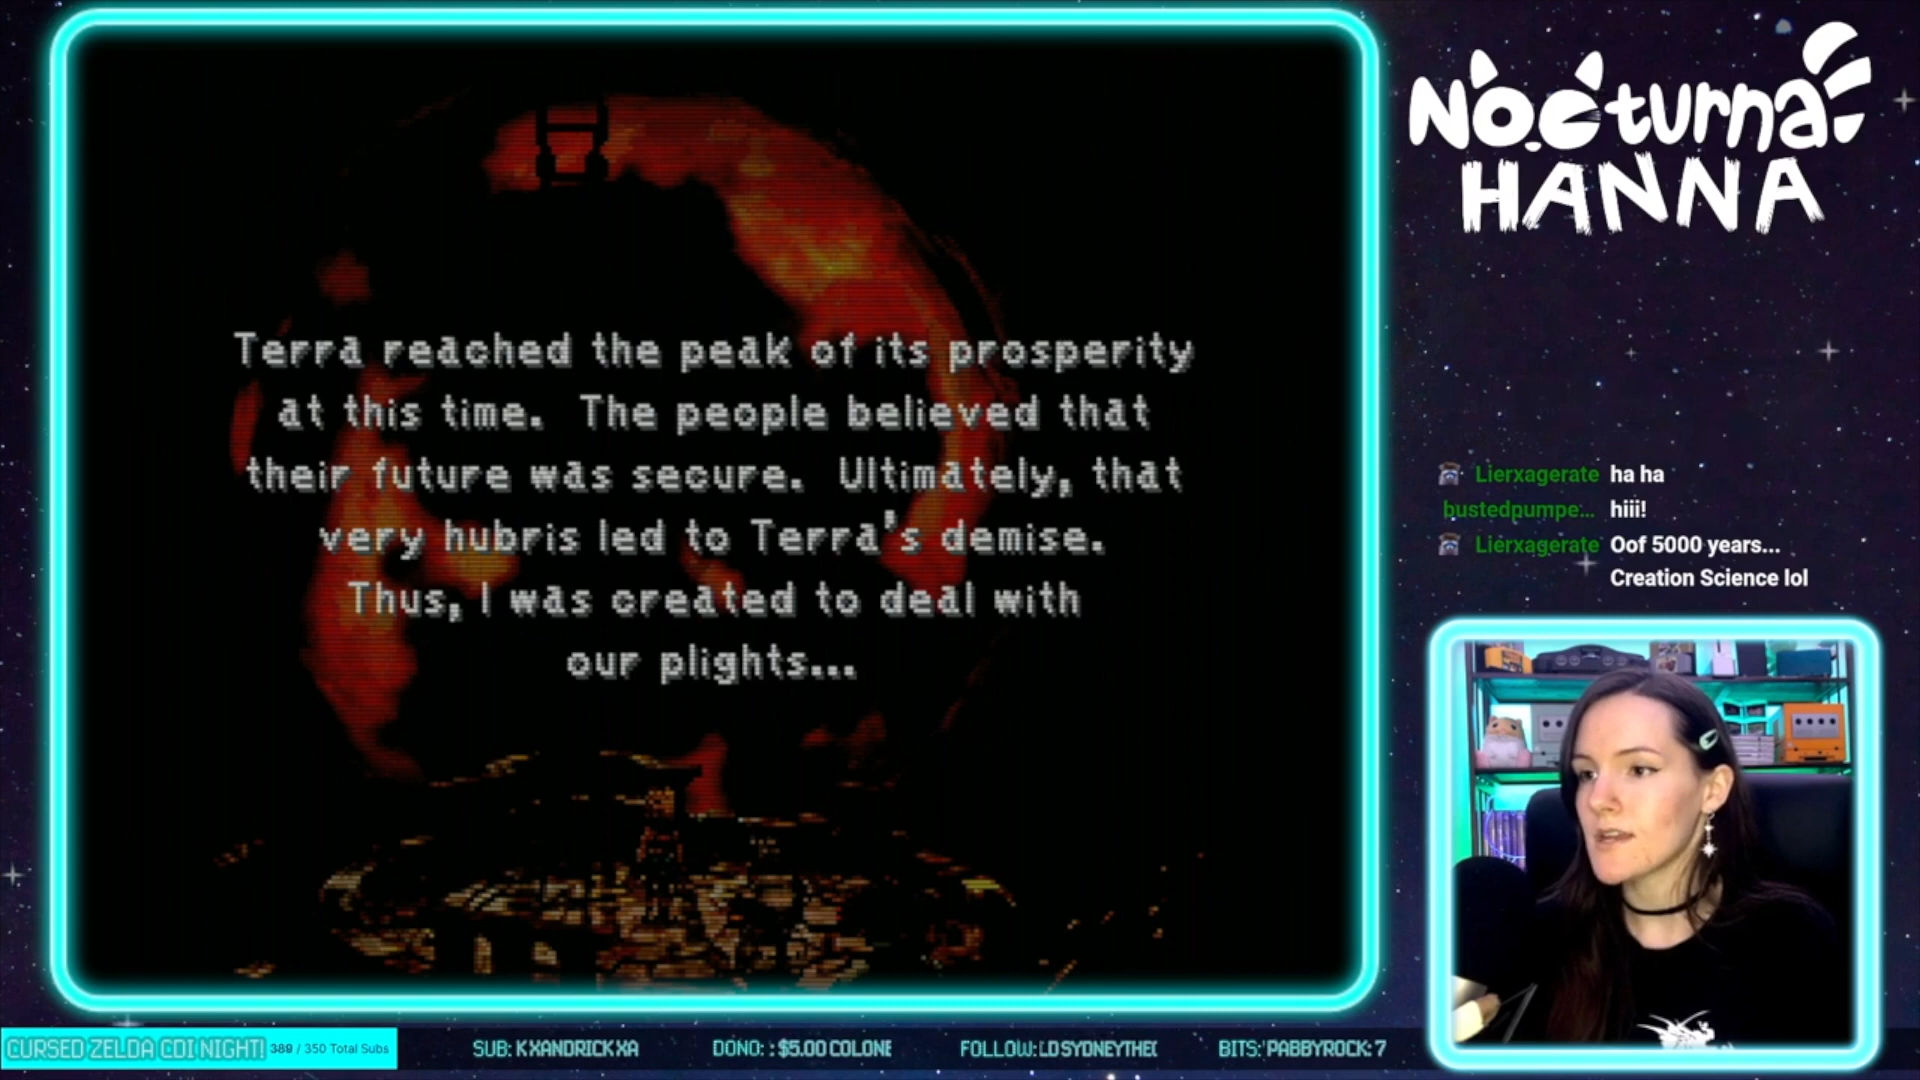 Nocturna
HANNA
Terra reached the peak of its prosperity
at this time. The people believed that
their future was secure. Ultimately, that
very hubris led to Terra's demise.
Thus, I was created to deal with
our plights...
Lierxagerate ha ha
bustedpumpe... hiii!
Lierxagerate Oof 5000 years...
Creation Science lol
CURSED ZELDA CDI NIGHT! 389 / 350 Total Subs
SUB: KXANDRICKXA
DONO: : $5.00 COLONE
FOLLOW: LDSYDNEYTHE
BITS: PABBYROCK: 7